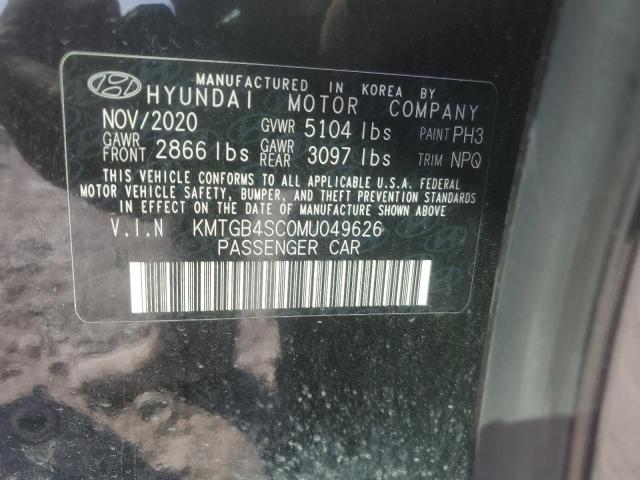 MANUFACTURED IN KOREA BY
HYUNDAI MOTOR COMPANY
NOV/2020 GVWR 5104 lbs PAINT PH3
GAWR FRONT 2866 lbs GAWR REAR 3097 lbs TRIM NPQ
THIS VEHICLE CONFORMS TO ALL APPLICABLE U.S.A. FEDERAL
MOTOR VEHICLE SAFETY, BUMPER, AND THEFT PREVENTION STANDARDS
IN EFFECT ON THE DATE OF MANUFACTURE SHOWN ABOVE
V.I.N KMTGB4SC0MU049626
PASSENGER CAR